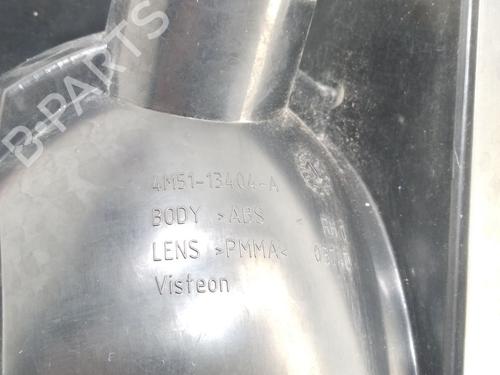 B-PARTS
4M51-13404-A
BODY >ABS
LENS >PMMA<
Visteon